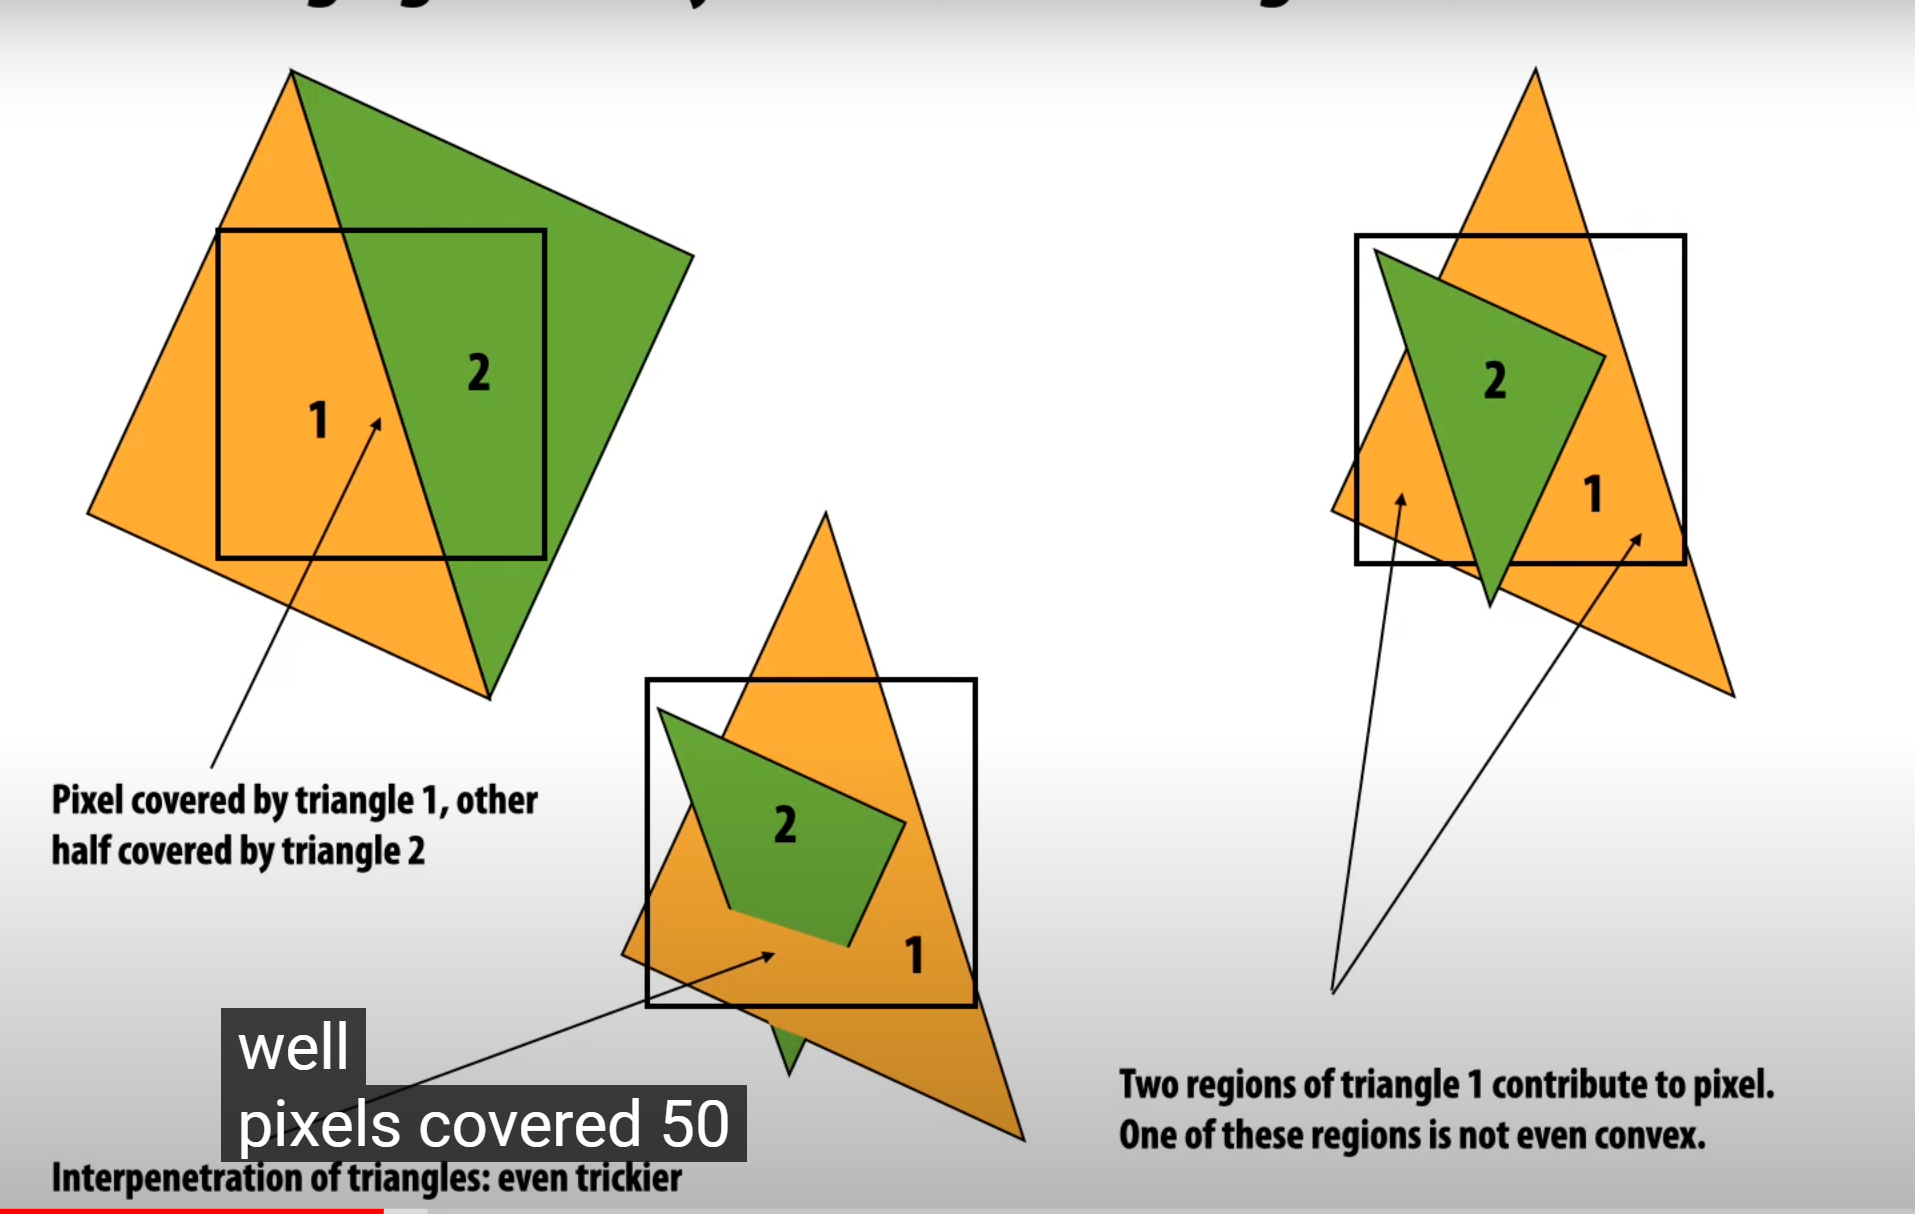 1
2
2
1
Pixel covered by triangle 1, other
half covered by triangle 2
2
1
well
pixels covered 50
Interpenetration of triangles: even trickier
Two regions of triangle 1 contribute to pixel.
One of these regions is not even convex.